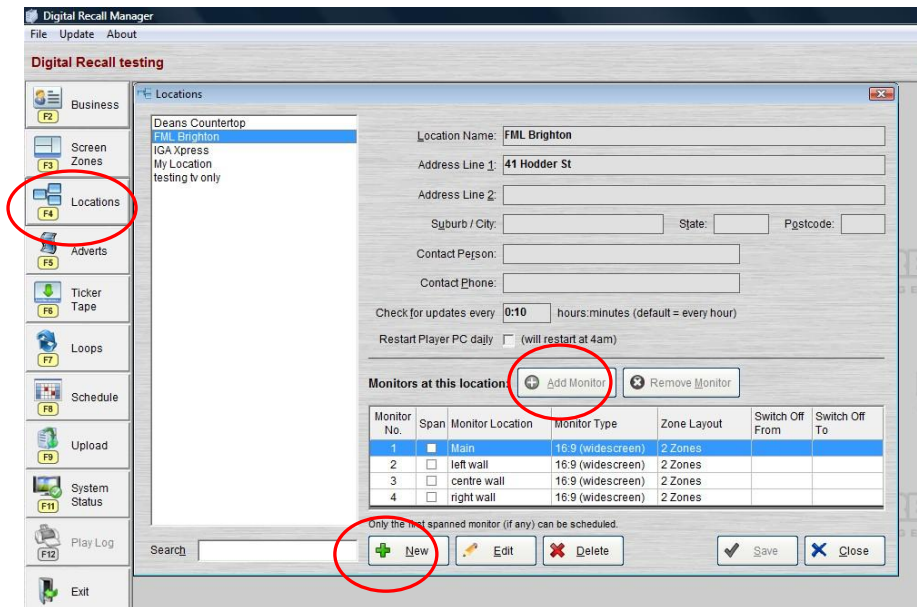 Digital Recall Manager
File Update About
Digital Recall testing
Business
F2
Screen
Zones
F3
Locations
F4
Adverts
F5
Ticker
Tape
F6
Loops
F7
Schedule
F8
Upload
F9
System
Status
F11
Play Log
F12
Exit
Locations
Deans Countertop
FML Brighton
IGA Xpress
My Location
testing tv only
Search
Location Name: FML Brighton
Address Line 1: 41 Hodder St
Address Line 2:
Suburb / City: State: Postcode:
Contact Person:
Contact Phone:
Check for updates every 0:10 hours:minutes (default = every hour)
Restart Player PC daily (will restart at 4am)
Monitors at this location: Add Monitor Remove Monitor
Monitor No. Span Monitor Location Monitor Type Zone Layout Switch Off From Switch Off To
1 Main 16:9 (widescreen) 2 Zones
2 left wall 16:9 (widescreen) 2 Zones
3 centre wall 16:9 (widescreen) 2 Zones
4 right wall 16:9 (widescreen) 2 Zones
Only the first spanned monitor (if any) can be scheduled.
New Edit Delete Save Close